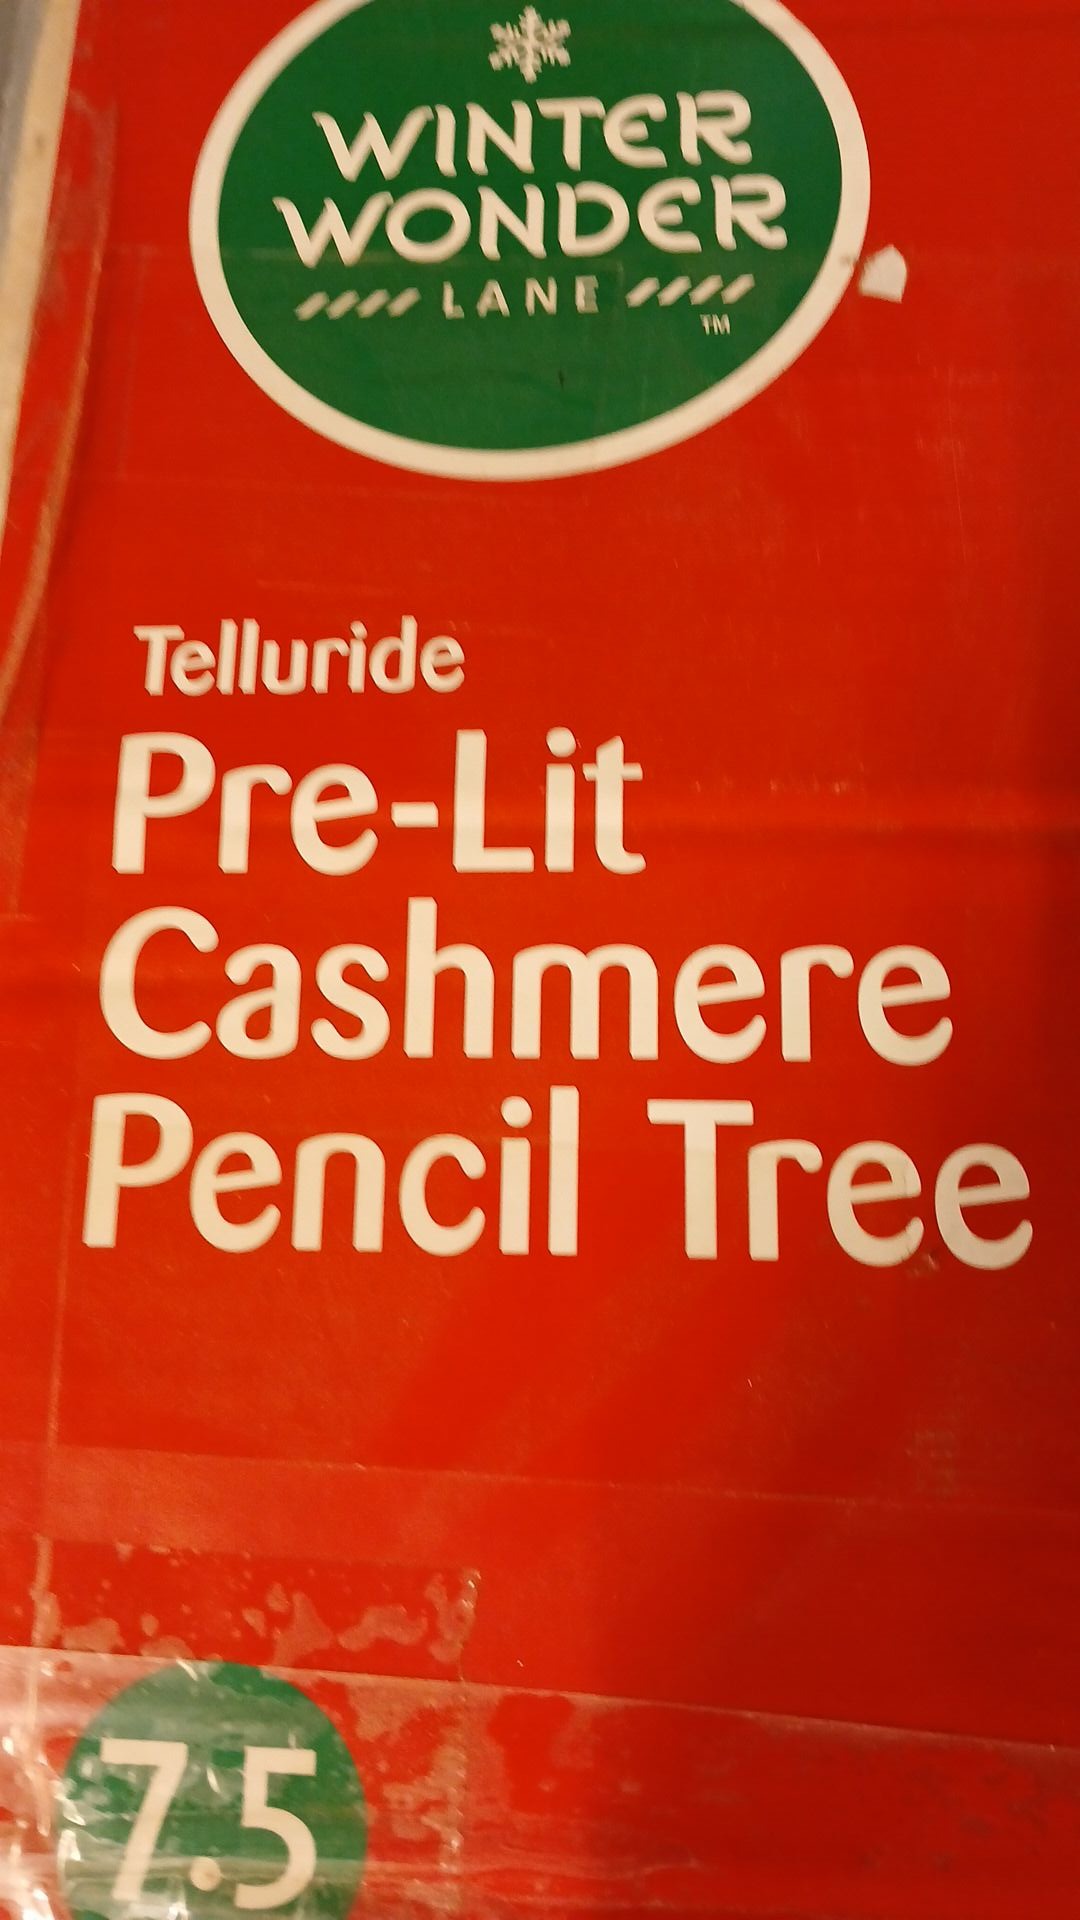 WINTER
WONDER
LANE
TM
Telluride
Pre-Lit
Cashmere
Pencil Tree
7.5